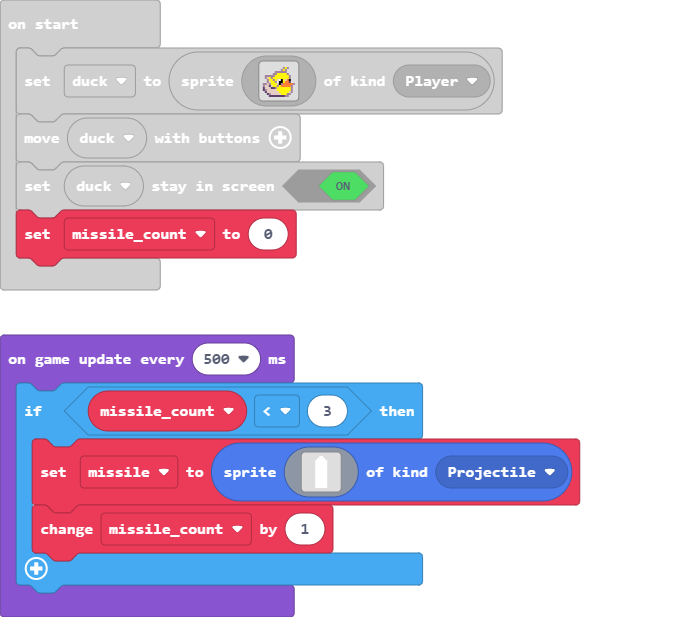 on start
set duck to sprite of kind Player
move duck with buttons
set duck stay in screen ON
set missile_count to 0
on game update every 500 ms
if missile_count < 3 then
set missile to sprite of kind Projectile
change missile_count by 1